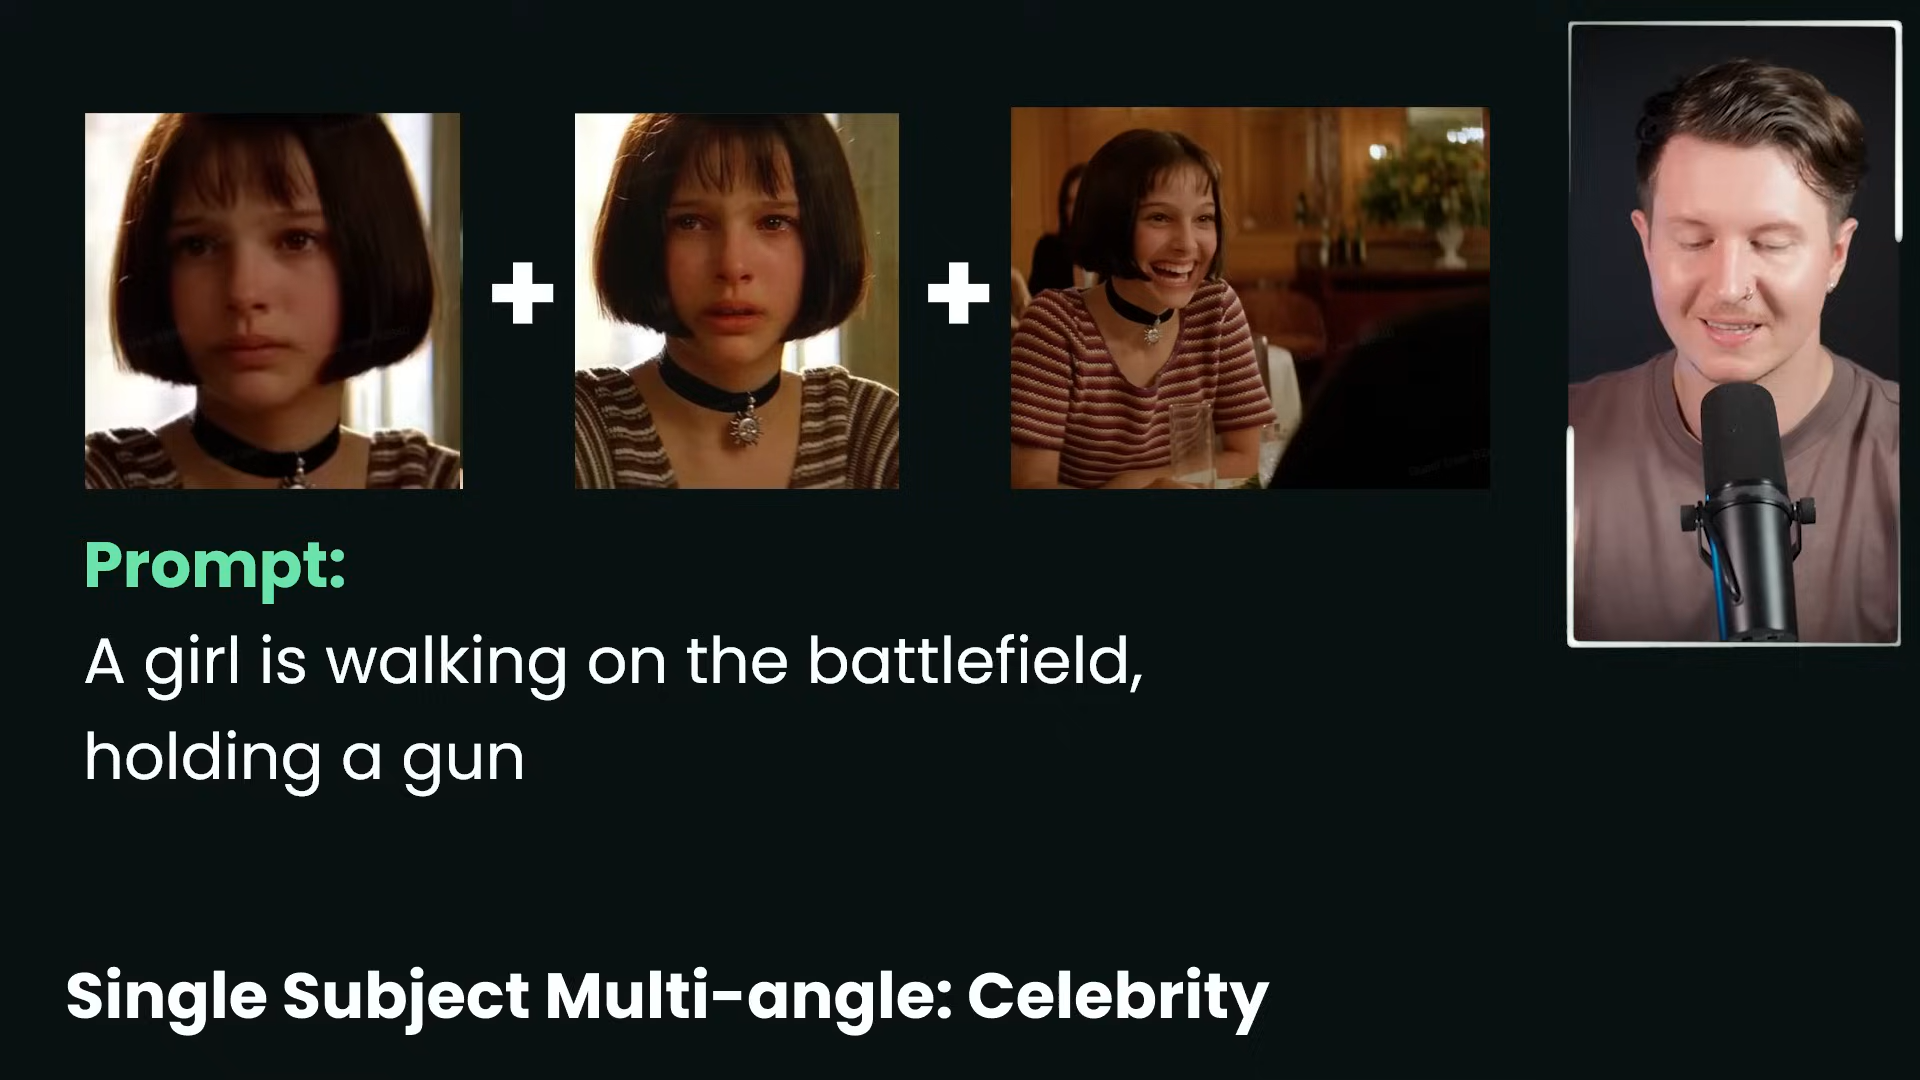 Prompt:
A girl is walking on the battlefield,
holding a gun
Single Subject Multi-angle: Celebrity